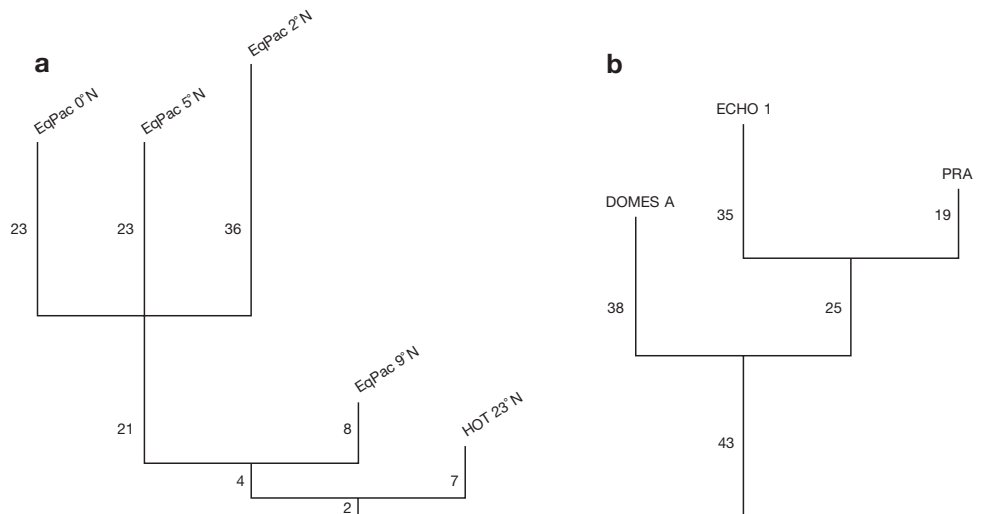 a
EqPac 0°N
EqPac 5°N
EqPac 2°N
23
23
36
EqPac 9°N
HOT 23°N
21
8
4
7
2
b
ECHO 1
PRA
DOMES A
35
19
38
25
43